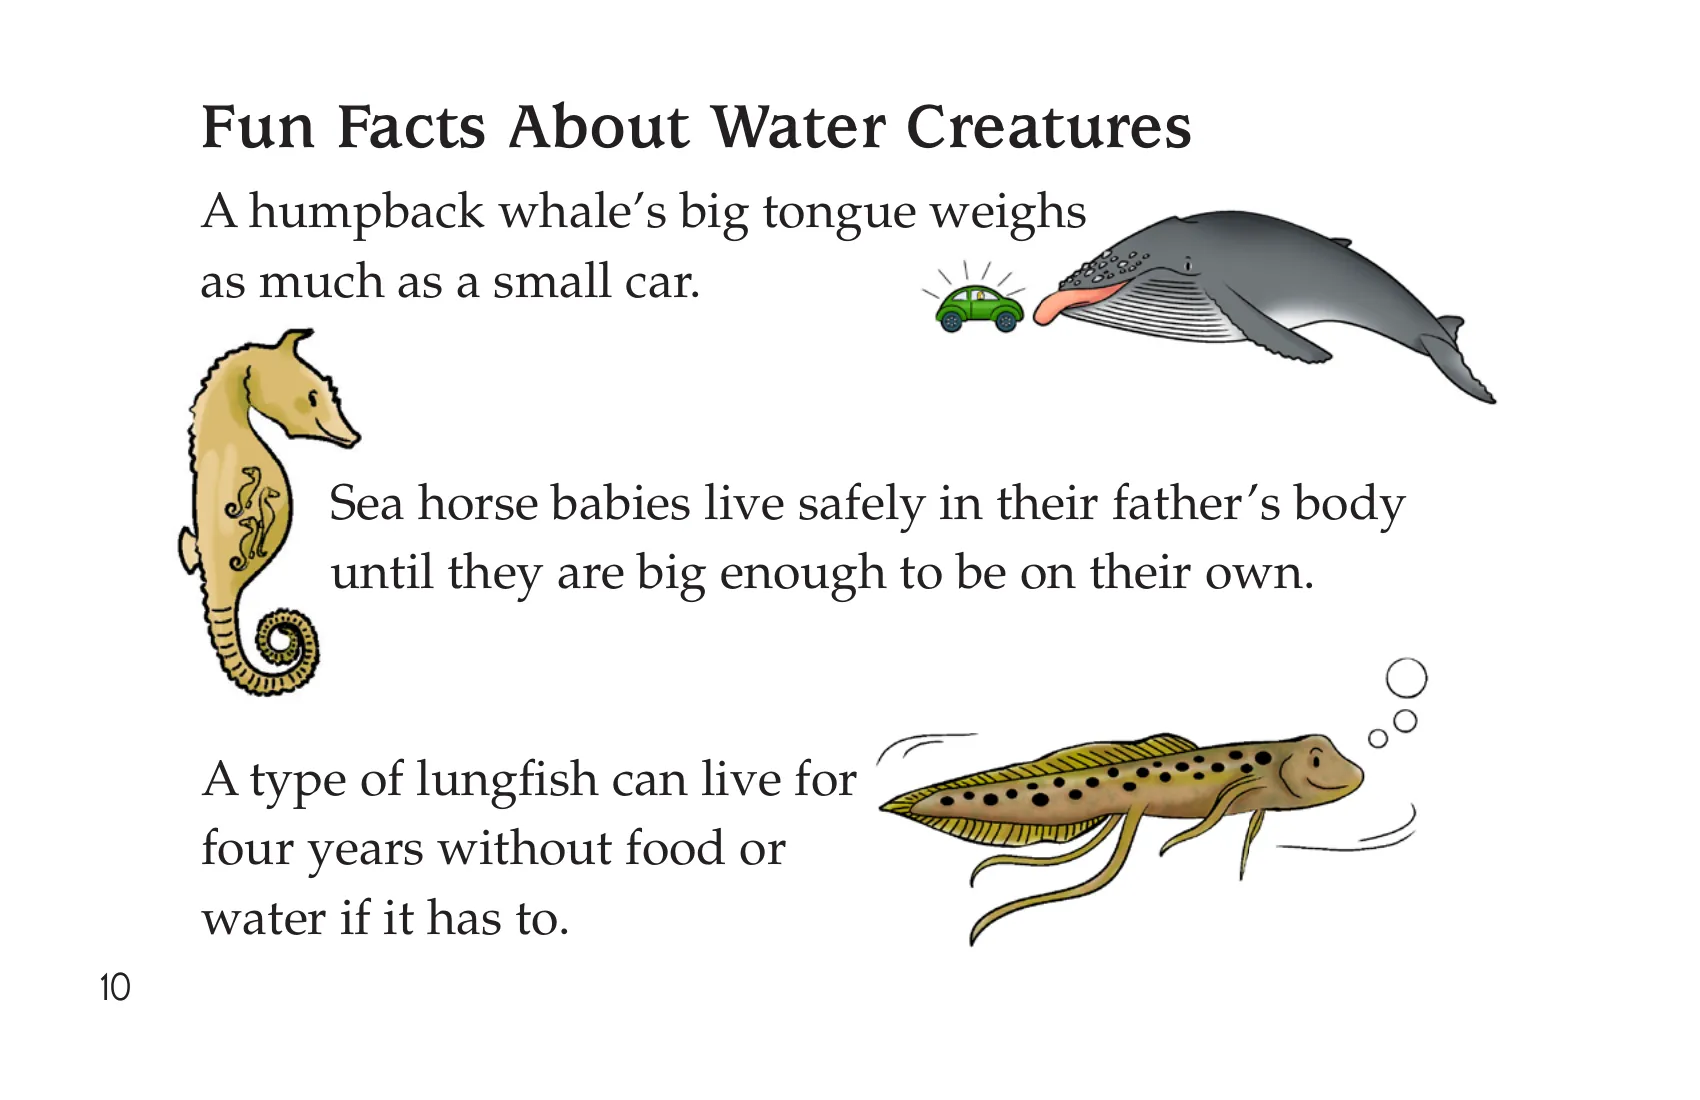 Fun Facts About Water Creatures
A humpback whale’s big tongue weighs
as much as a small car.
Sea horse babies live safely in their father’s body
until they are big enough to be on their own.
A type of lungfish can live for
four years without food or
water if it has to.
10